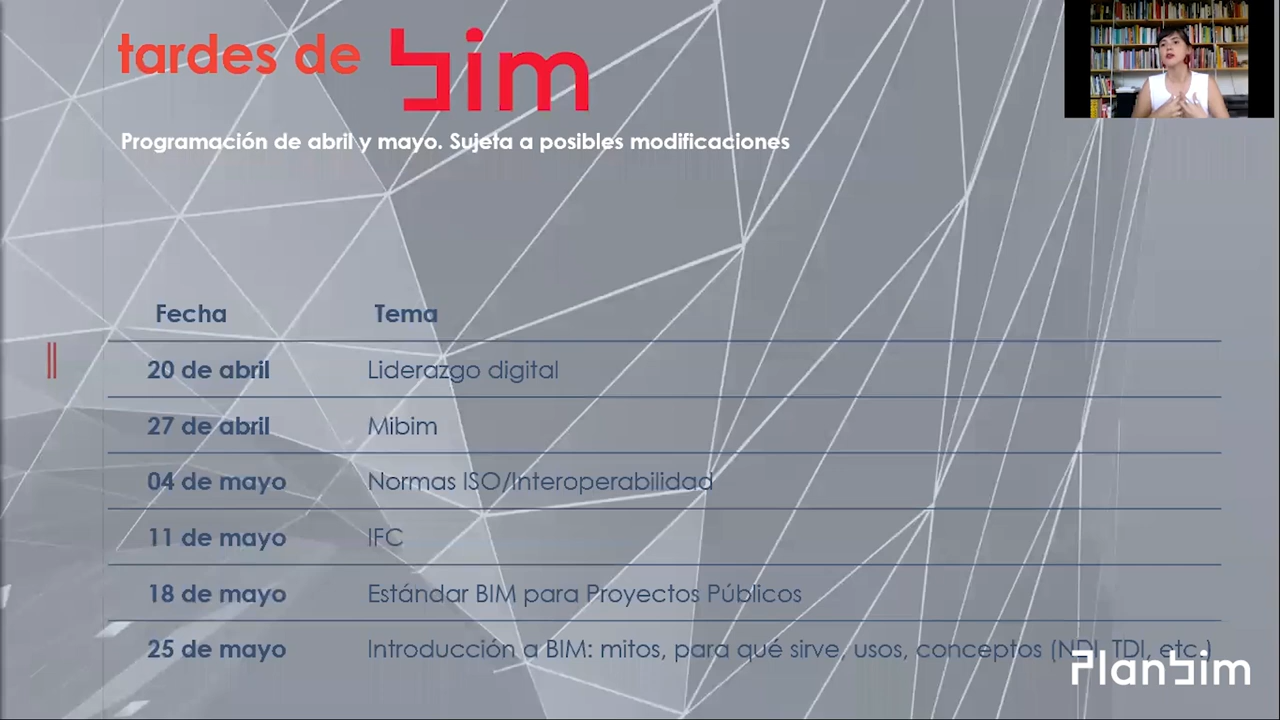 tardes de bim
Programación de abril y mayo. Sujeta a posibles modificaciones
Fecha Tema
20 de abril Liderazgo digital
27 de abril Mibim
04 de mayo Normas ISO/Interoperabilidad
11 de mayo IFC
18 de mayo Estándar BIM para Proyectos Públicos
25 de mayo Introducción a BIM: mitos, para qué sirve, usos, conceptos (NDI, TDI, etc.)
Planbim